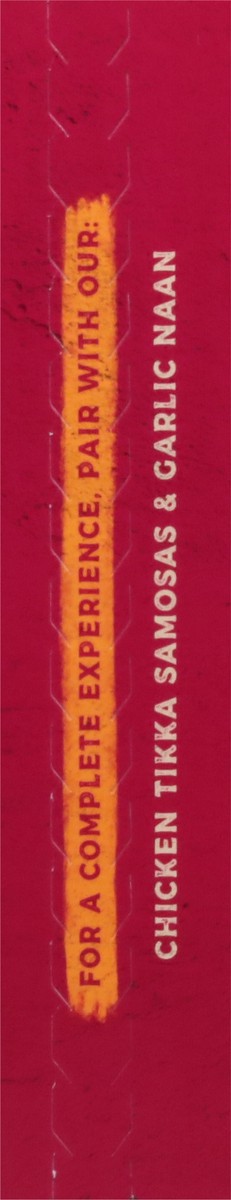 FOR A COMPLETE EXPERIENCE, PAIR WITH OUR:
CHICKEN TIKKA SAMOSAS & GARLIC NAAN